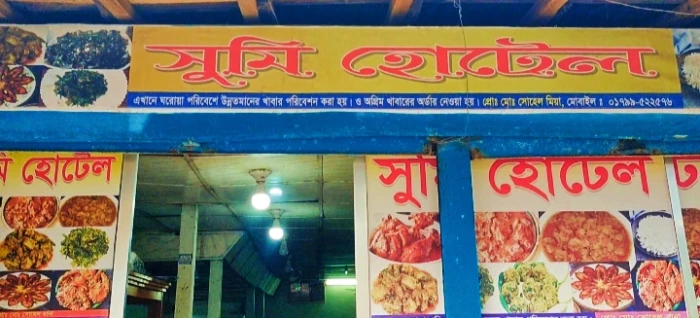 সুমি হোটেল
এখানে ঘরোয়া পরিবেশে উন্নতমানের খাবার পরিবেশন করা হয়। ও অগ্রিম খাবারের অর্ডার নেওয়া হয়। প্রোঃ মোঃ সোহেল মিয়া, মোবাইল ঃ ০১৭৯৯-৫২২৫৭৬
মি হোটেল
সুমি হোটেল